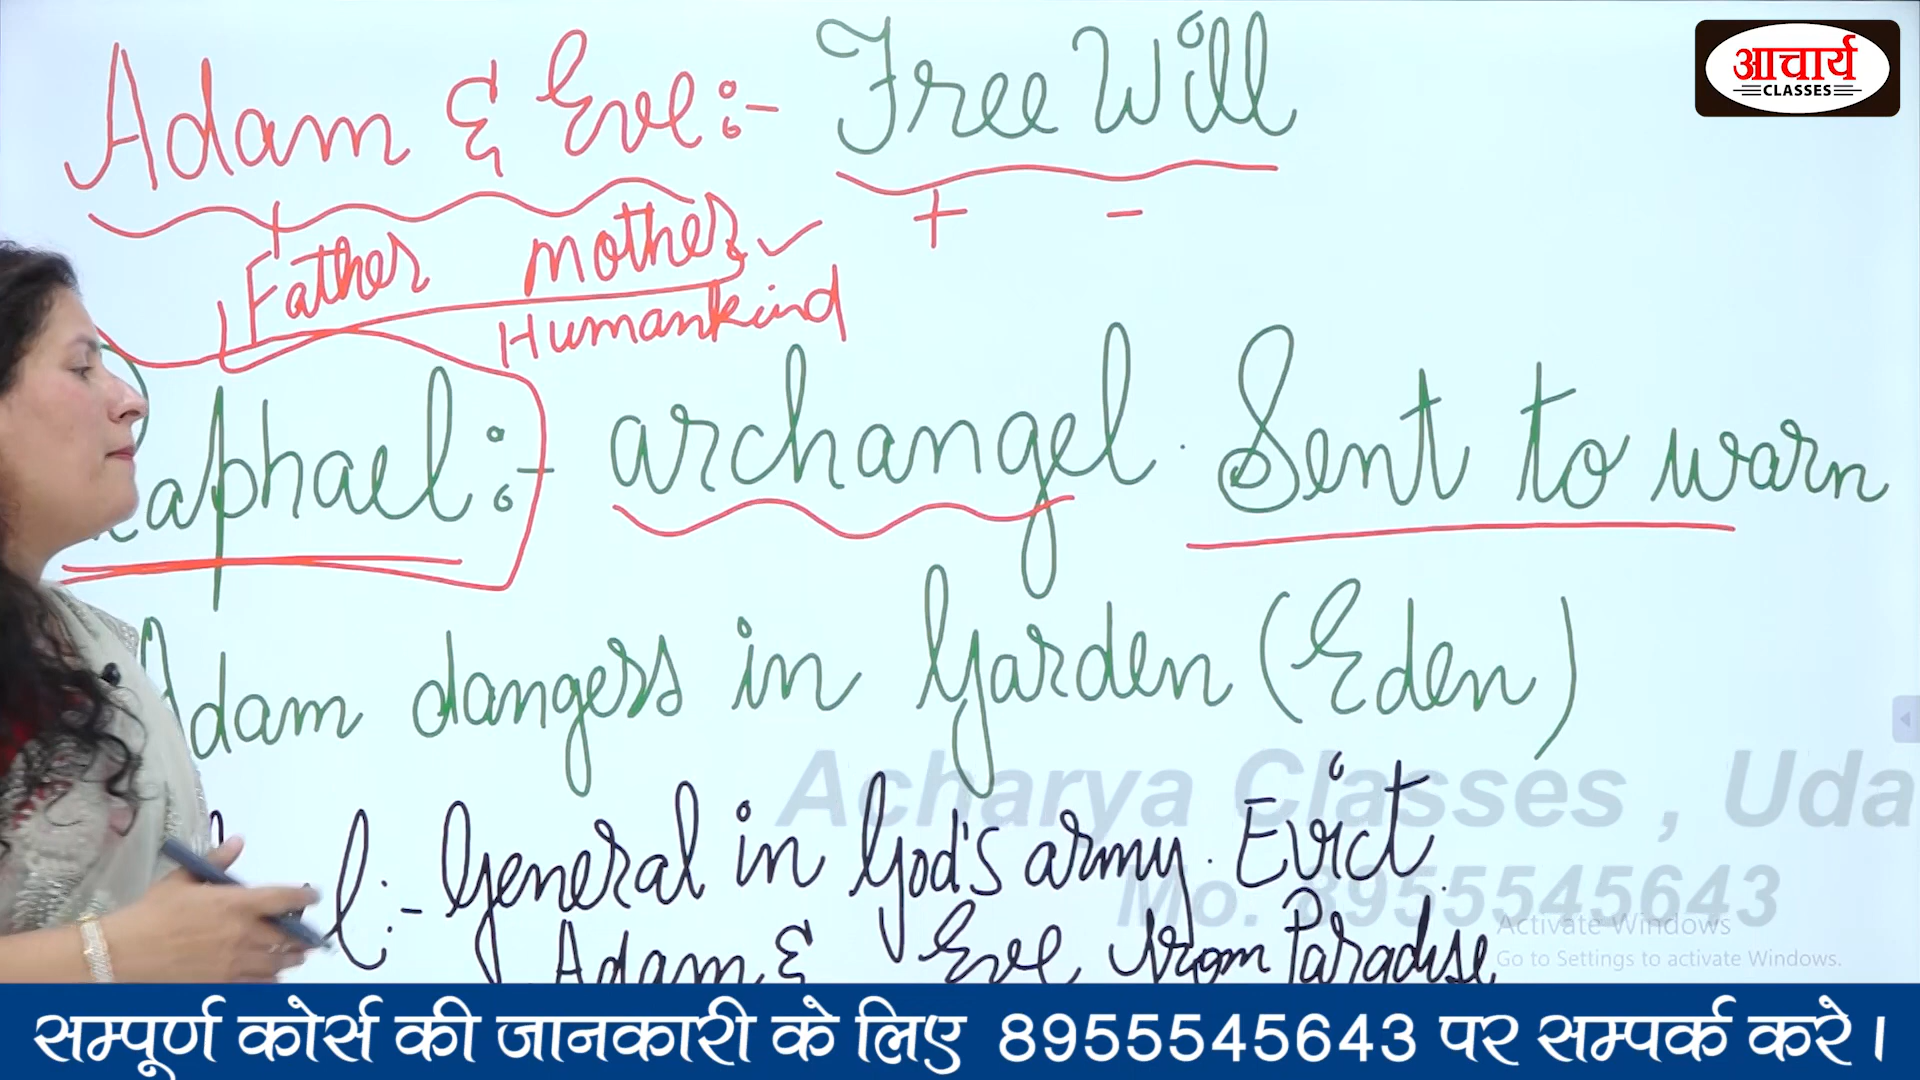 Adam & Eve:- Free Will
+ -
Father mother
Humankind
Raphael:- archangel. Sent to warn
Adam dangers in Garden (Eden)
l:- General in God's army. Evict
Adam & Eve from Paradise
आचार्य
CLASSES
Acharya Classes , Uda
Mo. 8955545643
Activate Windows
Go to Settings to activate Windows.
सम्पूर्ण कोर्स की जानकारी के लिए 8955545643 पर सम्पर्क करे ।